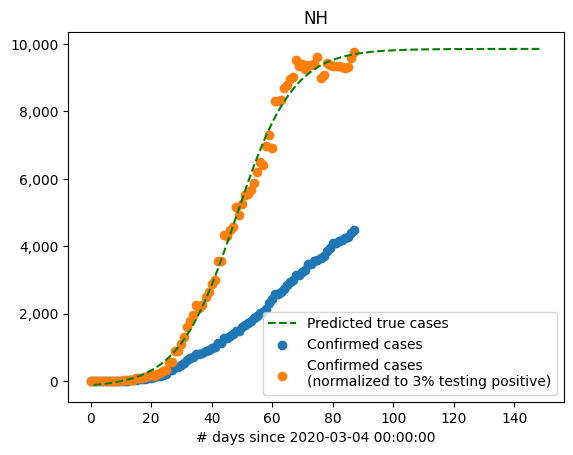 NH
10,000
8,000
6,000
4,000
2,000
0
Predicted true cases
Confirmed cases
Confirmed cases
(normalized to 3% testing positive)
0 20 40 60 80 100 120 140
# days since 2020-03-04 00:00:00